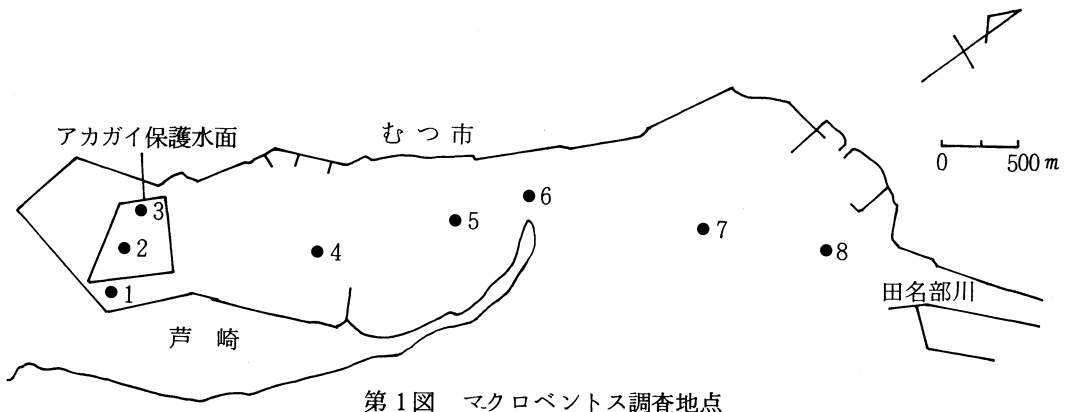 むつ市
アカガイ保護水面
0 500m
3
6
2
5
7
4
8
1
田名部川
芦崎
第1図 マクロベントス調査地点